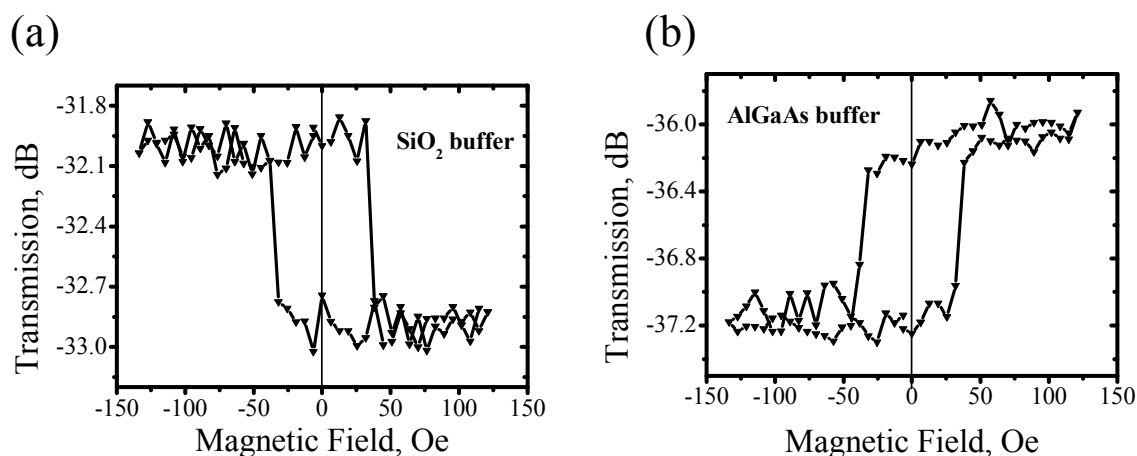 (a)
(b)
-31.8
-32.1
-32.4
-32.7
-33.0
Transmission, dB
SiO₂ buffer
-150 -100 -50 0 50 100 150
Magnetic Field, Oe
-36.0
-36.4
-36.8
-37.2
Transmission, dB
AlGaAs buffer
-150 -100 -50 0 50 100 150
Magnetic Field, Oe